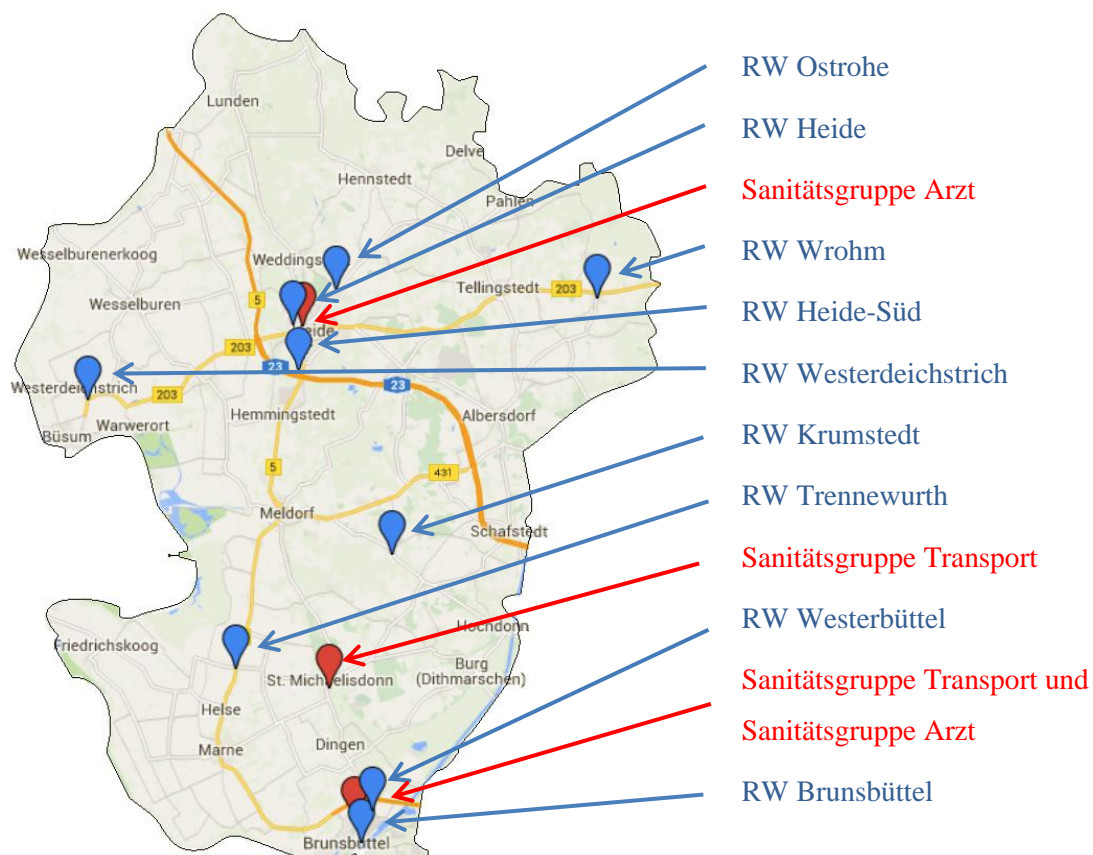 RW Ostrohe
RW Heide
Sanitätsgruppe Arzt
RW Wrohm
RW Heide-Süd
RW Westerdeichstrich
RW Krumstedt
RW Trennewurth
Sanitätsgruppe Transport
RW Westerbüttel
Sanitätsgruppe Transport und
Sanitätsgruppe Arzt
RW Brunsbüttel
Lunden
Delve
Hennstedt
Pahlen
Wesselburenerkoog
Tellingstedt
203
Wesselburen
5
203
23
23
Westerdeichstrich
203
Hemmingstedt
Albersdorf
Büsum
Warwerort
5
431
Meldorf
Schafstedt
Hochdonn
Friedrichskoog
St. Michaelisdonn
Burg
(Dithmarschen)
Helse
Marne
Dingen
Brunsbüttel